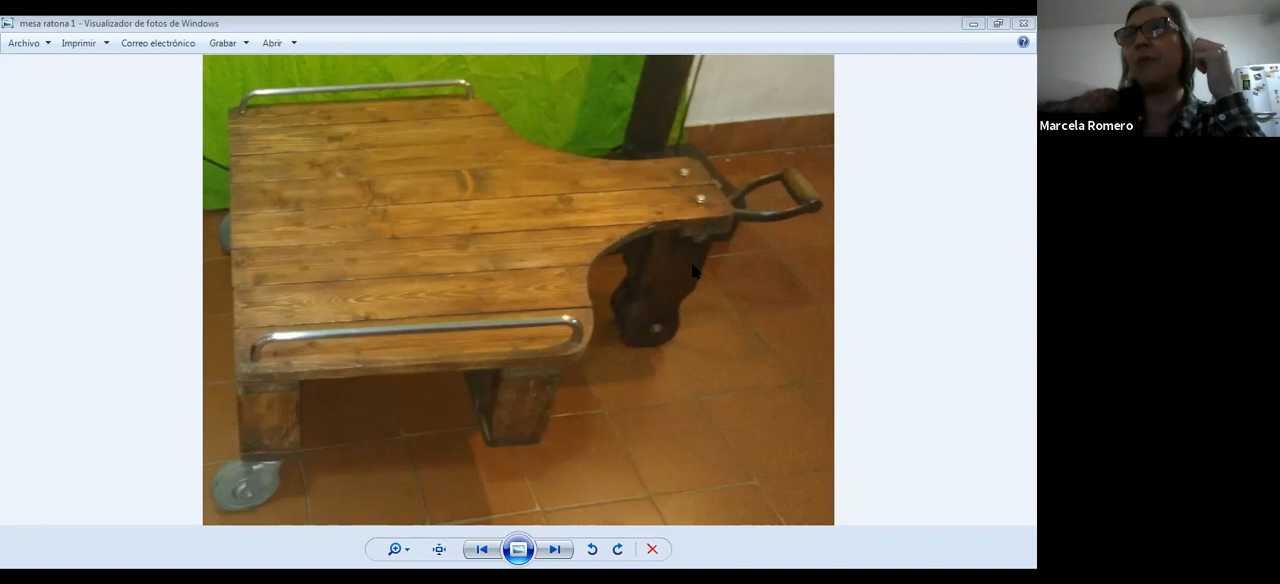 mesa ratona 1 - Visualizador de fotos de Windows
Archivo Imprimir Correo electrónico Grabar Abrir
Marcela Romero